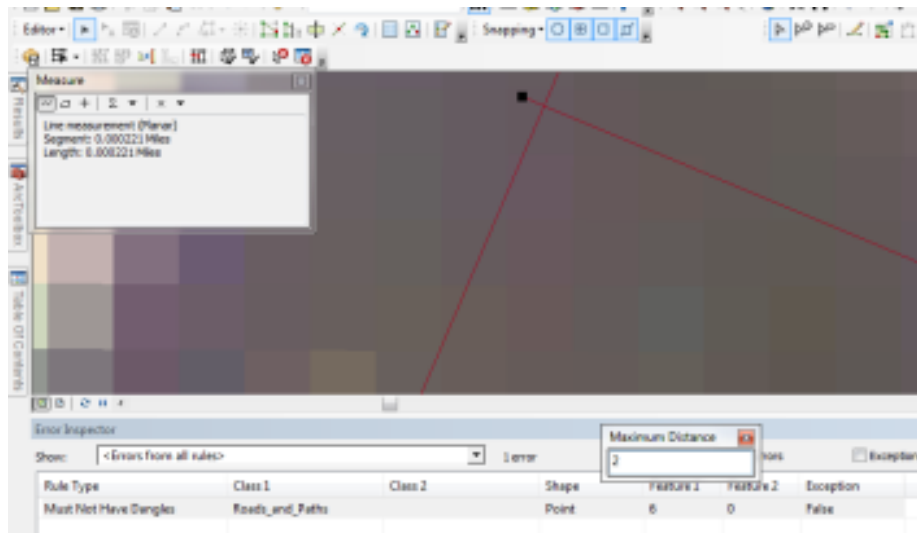 Editor
Snapping
Measure
Line measurement (Planar)
Segment: 0.000221 Miles
Length: 0.000221 Miles
Results
ArcToolbox
Table Of Contents
Error Inspector
Maximum Distance
Show: <Errors from all rules> 1 error
2
Rule Type Class 1 Class 2 Shape Feature 1 Feature 2 Exception
Must Not Have Dangles Roads_and_Paths Point 6 0 False